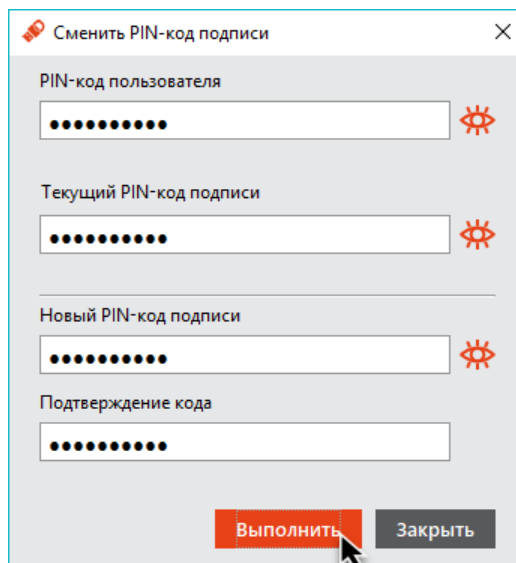 Сменить PIN-код подписи
PIN-код пользователя
••••••••••
Текущий PIN-код подписи
••••••••••
Новый PIN-код подписи
••••••••••
Подтверждение кода
••••••••••
Выполнить Закрыть